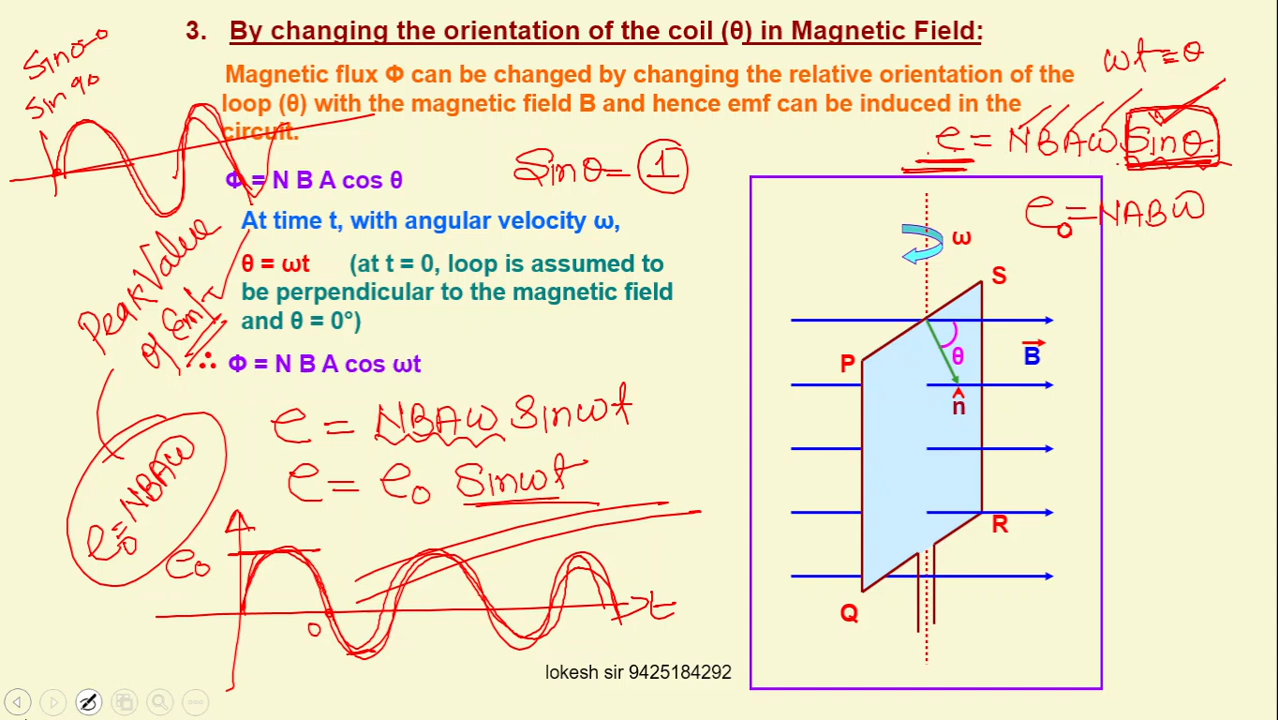 3. By changing the orientation of the coil (θ) in Magnetic Field:
Magnetic flux Φ can be changed by changing the relative orientation of the
loop (θ) with the magnetic field B and hence emf can be induced in the
circuit.
Sinθ-0
Sin 90
ωt = θ
e = NBAω Sinθ.
e₀ = NABω
Sinθ = 1
Φ = N B A cos θ
At time t, with angular velocity ω,
θ = ωt (at t = 0, loop is assumed to
be perpendicular to the magnetic field
and θ = 0°)
∴ Φ = N B A cos ωt
Peak Value
of Emf
e₀ = NBAω
e = NBAω Sinωt
e = e₀ Sinωt
e₀
0
t
ω
S
P
θ
B
n̂
R
Q
lokesh sir 9425184292